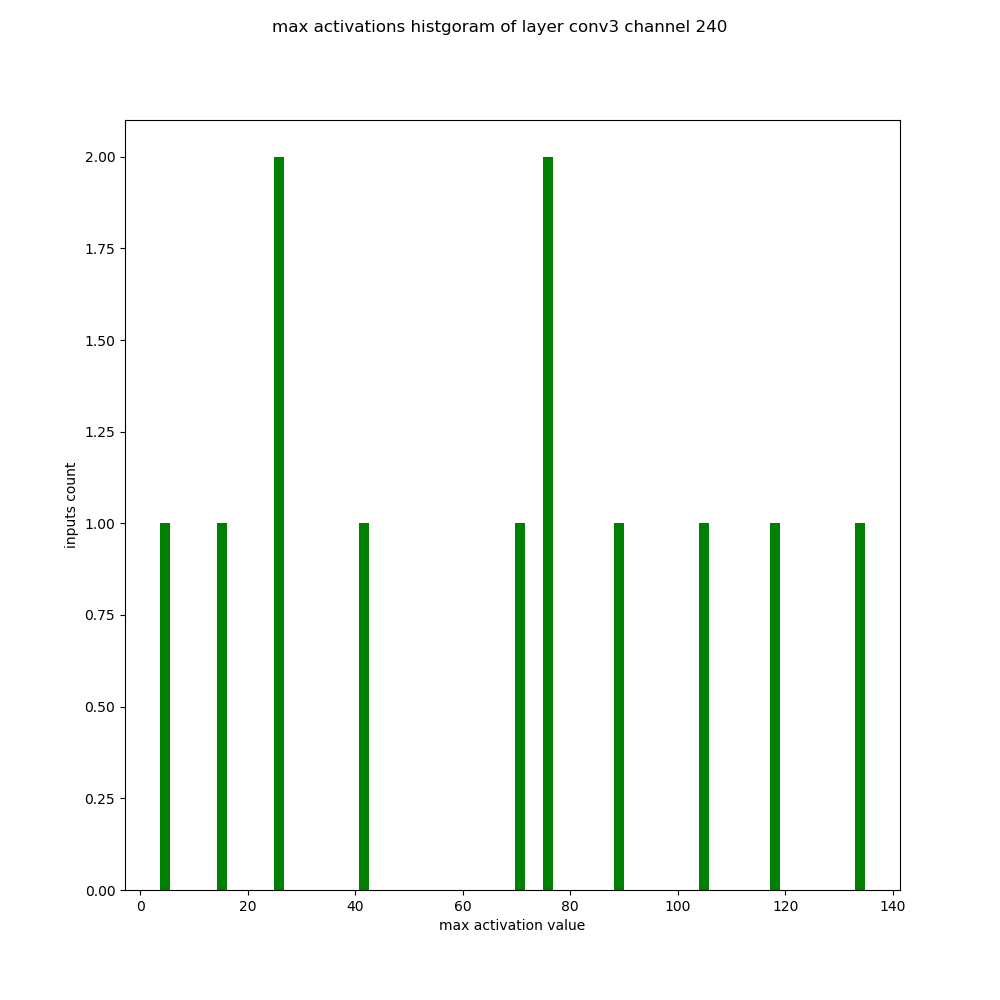 max activations histgoram of layer conv3 channel 240
2.00
1.75
1.50
1.25
1.00
0.75
0.50
0.25
0.00
inputs count
0 20 40 60 80 100 120 140
max activation value